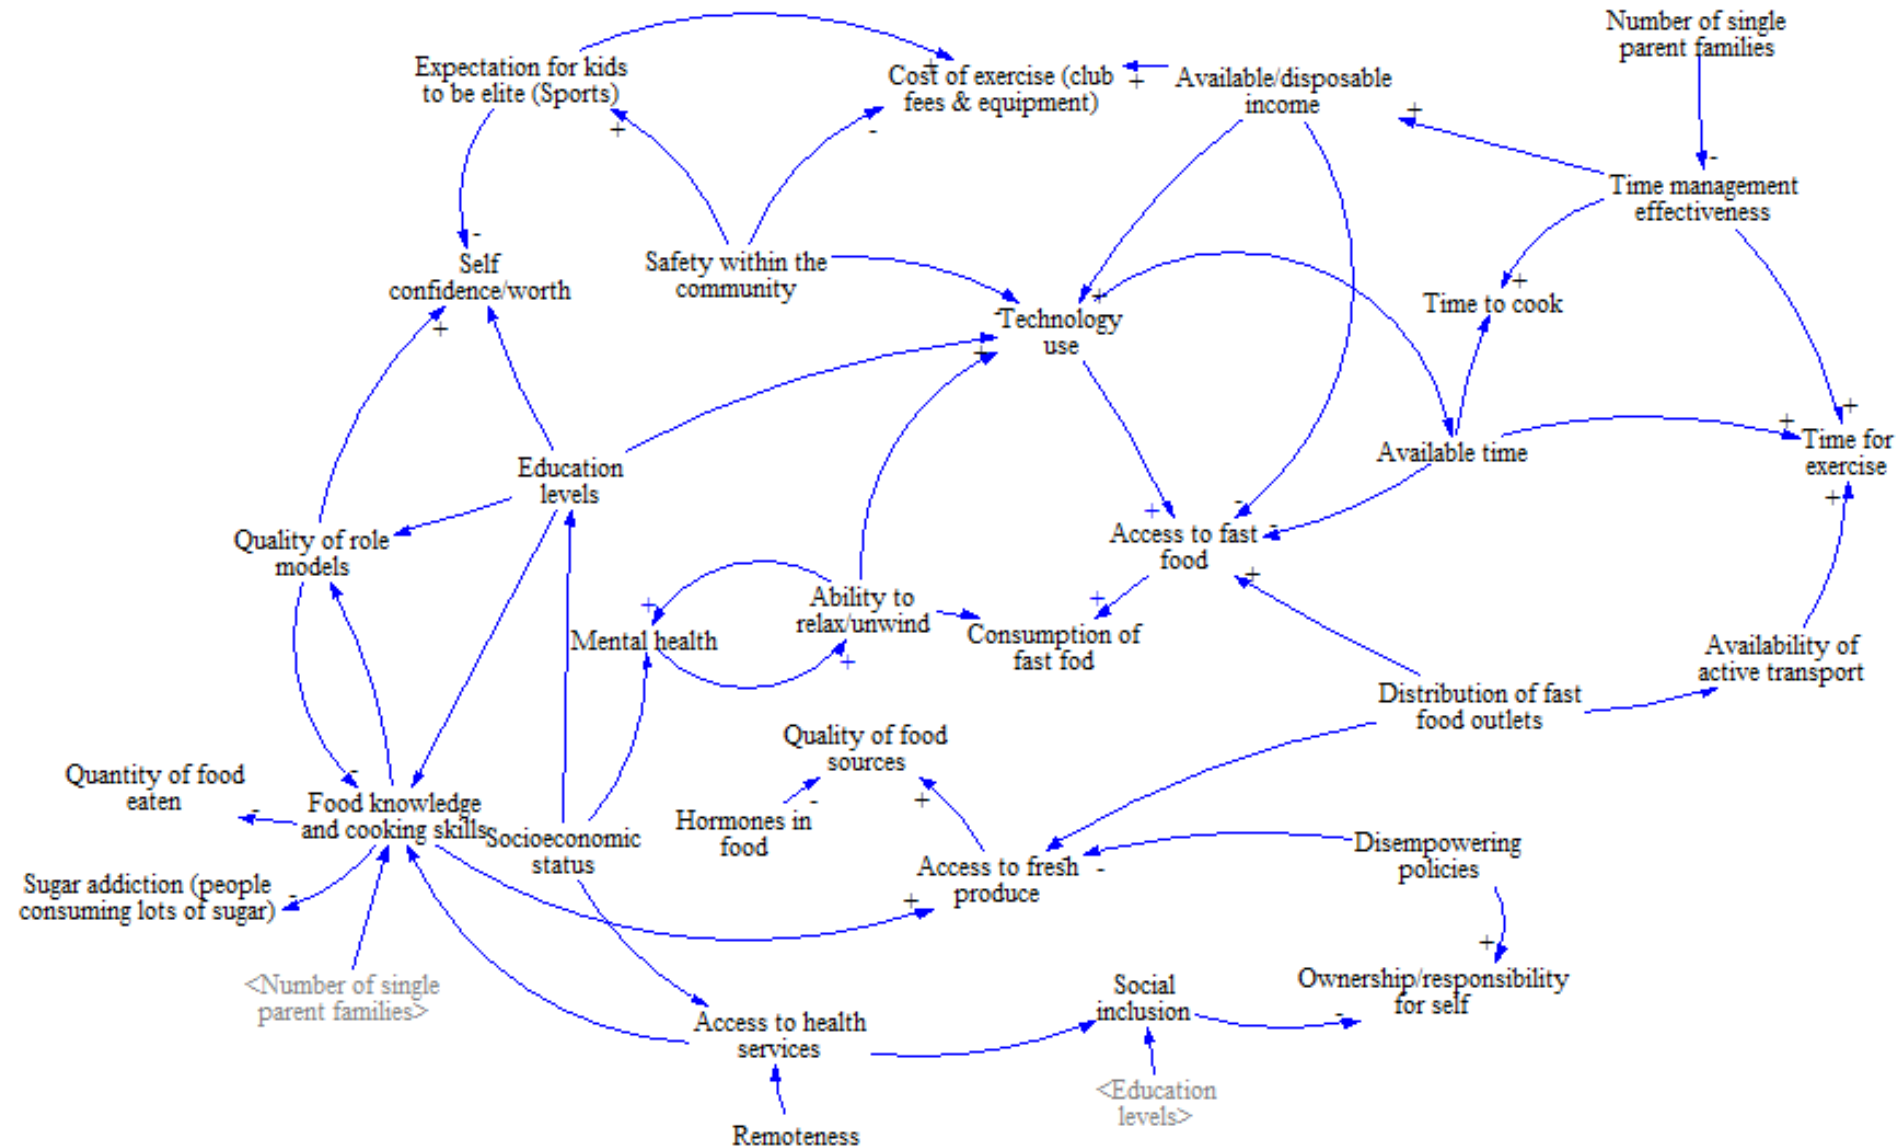 Number of single
parent families
Expectation for kids
to be elite (Sports)
+
Cost of exercise (club
fees & equipment)
+
Available/disposable
income
+
+
-
-
Time management
effectiveness
-
Self
confidence/worth
Safety within the
community
+
Time to cook
+
-
Technology
use
+
+
Education
levels
Available time
+
+
Time for
exercise
+
-
-
+
Access to fast
food
+
Quality of role
models
+
Mental health
+
Ability to
relax/unwind
+
Consumption of
fast fod
Availability of
active transport
Distribution of fast
food outlets
Quality of food
sources
-
+
Hormones in
food
Quantity of food
eaten
-
-
Food knowledge
and cooking skills
Socioeconomic
status
Sugar addiction (people
consuming lots of sugar)
-
+
Access to fresh
produce
-
-
Disempowering
policies
+
<Number of single
parent families>
Access to health
services
Social
inclusion
-
Ownership/responsibility
for self
<Education
levels>
Remoteness